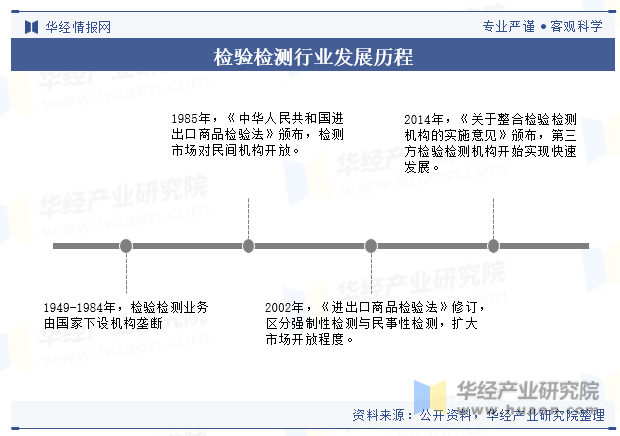 华经情报网
专业严谨 ● 客观科学
检验检测行业发展历程
1985年，《中华人民共和国进
出口商品检验法》颁布，检测
市场对民间机构开放。
2014年，《关于整合检验检测
机构的实施意见》颁布，第三
方检验检测机构开始实现快速
发展。
1949-1984年，检验检测业务
由国家下设机构垄断
2002年，《进出口商品检验法》修订，
区分强制性检测与民事性检测，扩大
市场开放程度。
华经产业研究院
www.huaon.com
资料来源：公开资料，华经产业研究院整理